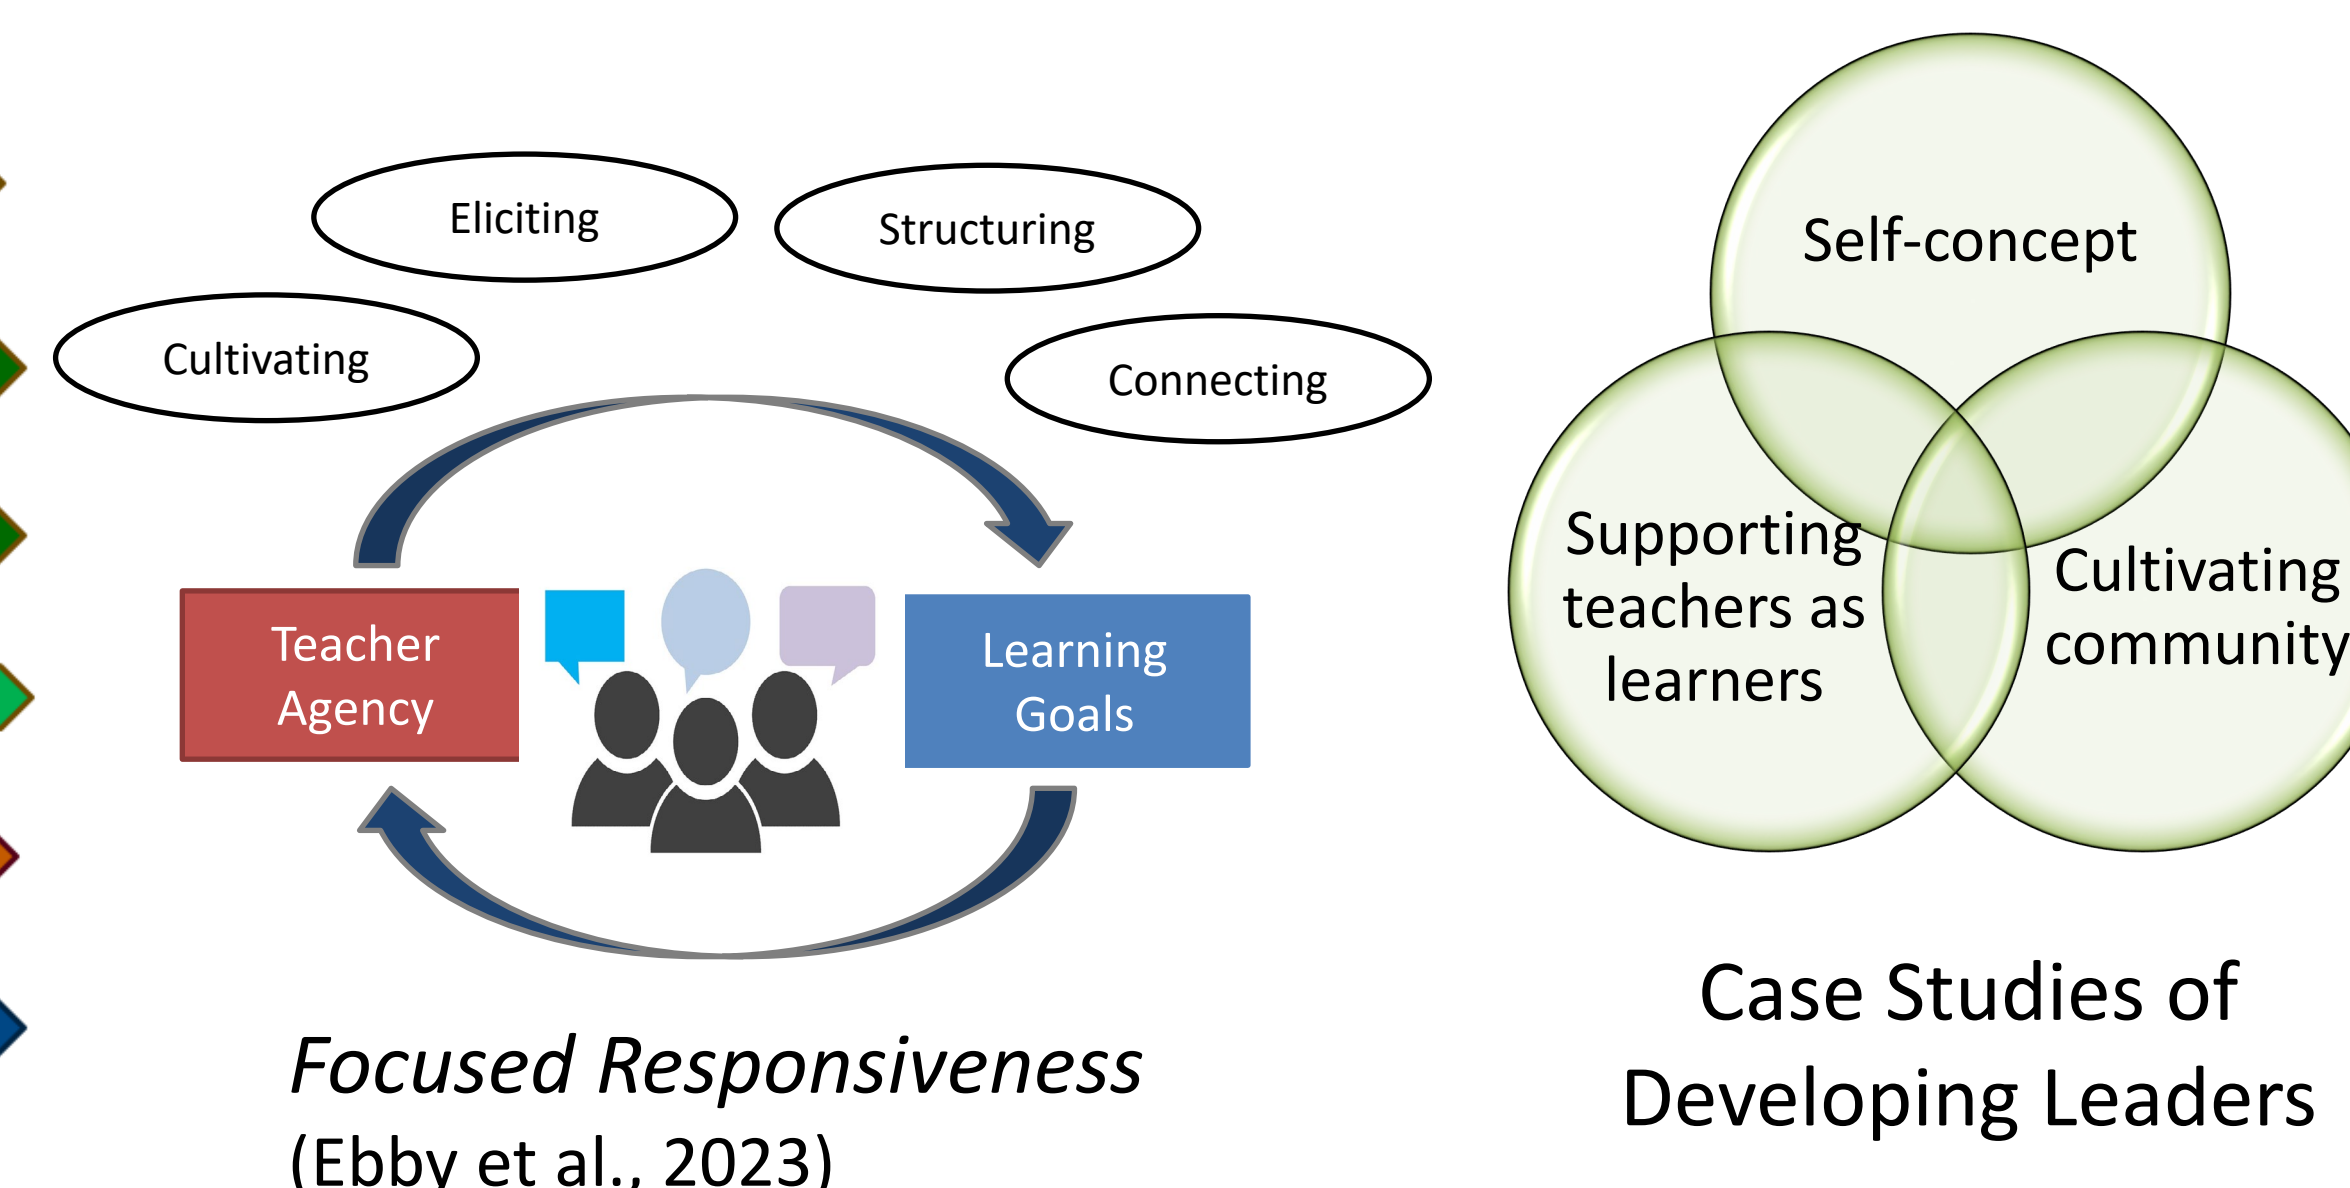 Eliciting
Structuring
Cultivating
Connecting
Teacher
Agency
Learning
Goals
Focused Responsiveness
(Ebby et al., 2023)
Self-concept
Supporting
teachers as
learners
Cultivating
community
Case Studies of
Developing Leaders